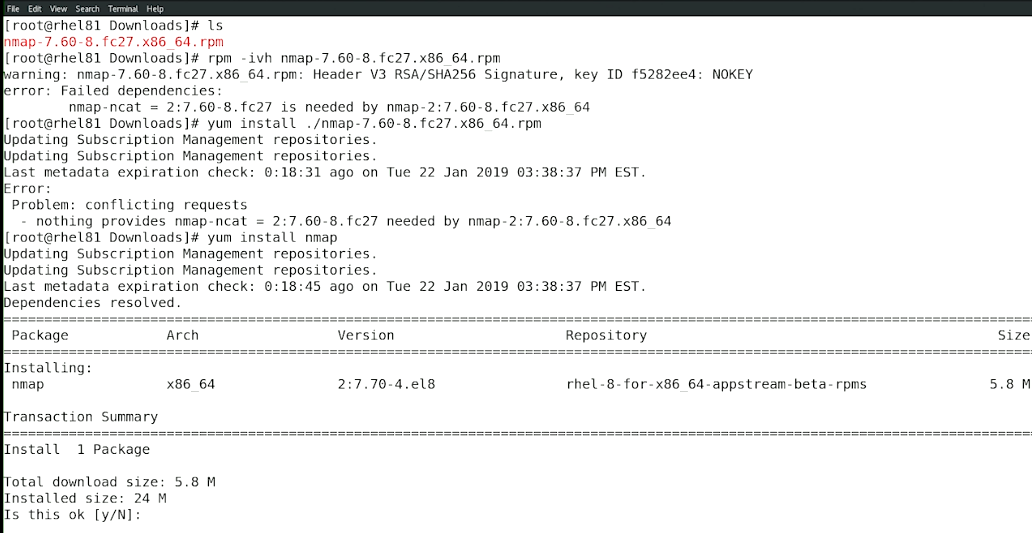 File Edit View Search Terminal Help
[root@rhel81 Downloads]# ls
nmap-7.60-8.fc27.x86_64.rpm
[root@rhel81 Downloads]# rpm -ivh nmap-7.60-8.fc27.x86_64.rpm
warning: nmap-7.60-8.fc27.x86_64.rpm: Header V3 RSA/SHA256 Signature, key ID f5282ee4: NOKEY
error: Failed dependencies:
        nmap-ncat = 2:7.60-8.fc27 is needed by nmap-2:7.60-8.fc27.x86_64
[root@rhel81 Downloads]# yum install ./nmap-7.60-8.fc27.x86_64.rpm
Updating Subscription Management repositories.
Updating Subscription Management repositories.
Last metadata expiration check: 0:18:31 ago on Tue 22 Jan 2019 03:38:37 PM EST.
Error:
 Problem: conflicting requests
  - nothing provides nmap-ncat = 2:7.60-8.fc27 needed by nmap-2:7.60-8.fc27.x86_64
[root@rhel81 Downloads]# yum install nmap
Updating Subscription Management repositories.
Updating Subscription Management repositories.
Last metadata expiration check: 0:18:45 ago on Tue 22 Jan 2019 03:38:37 PM EST.
Dependencies resolved.
================================================================================
 Package            Arch                 Version                     Repository                                           Size
================================================================================
Installing:
 nmap               x86_64               2:7.70-4.el8                rhel-8-for-x86_64-appstream-beta-rpms               5.8 M

Transaction Summary
================================================================================
Install  1 Package

Total download size: 5.8 M
Installed size: 24 M
Is this ok [y/N]: